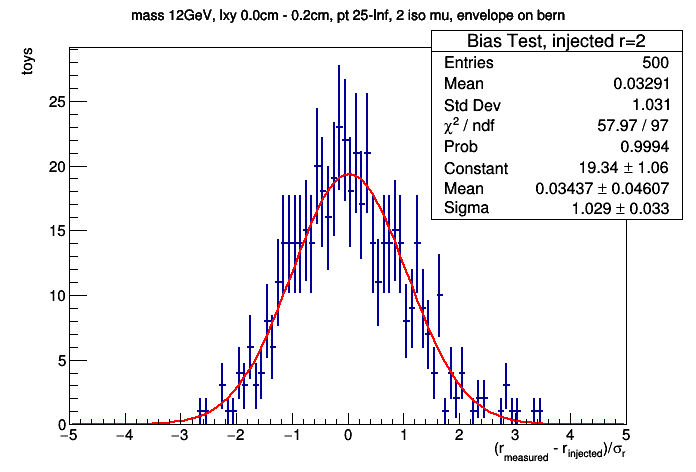 mass 12GeV, lxy 0.0cm - 0.2cm, pt 25-Inf, 2 iso mu, envelope on bern
Bias Test, injected r=2
Entries 500
Mean 0.03291
Std Dev 1.031
χ² / ndf 57.97 / 97
Prob 0.9994
Constant 19.34 ± 1.06
Mean 0.03437 ± 0.04607
Sigma 1.029 ± 0.033
toys
25
20
15
10
5
0
−5 −4 −3 −2 −1 0 1 2 3 4 5
(r_measured - r_injected)/σ_r